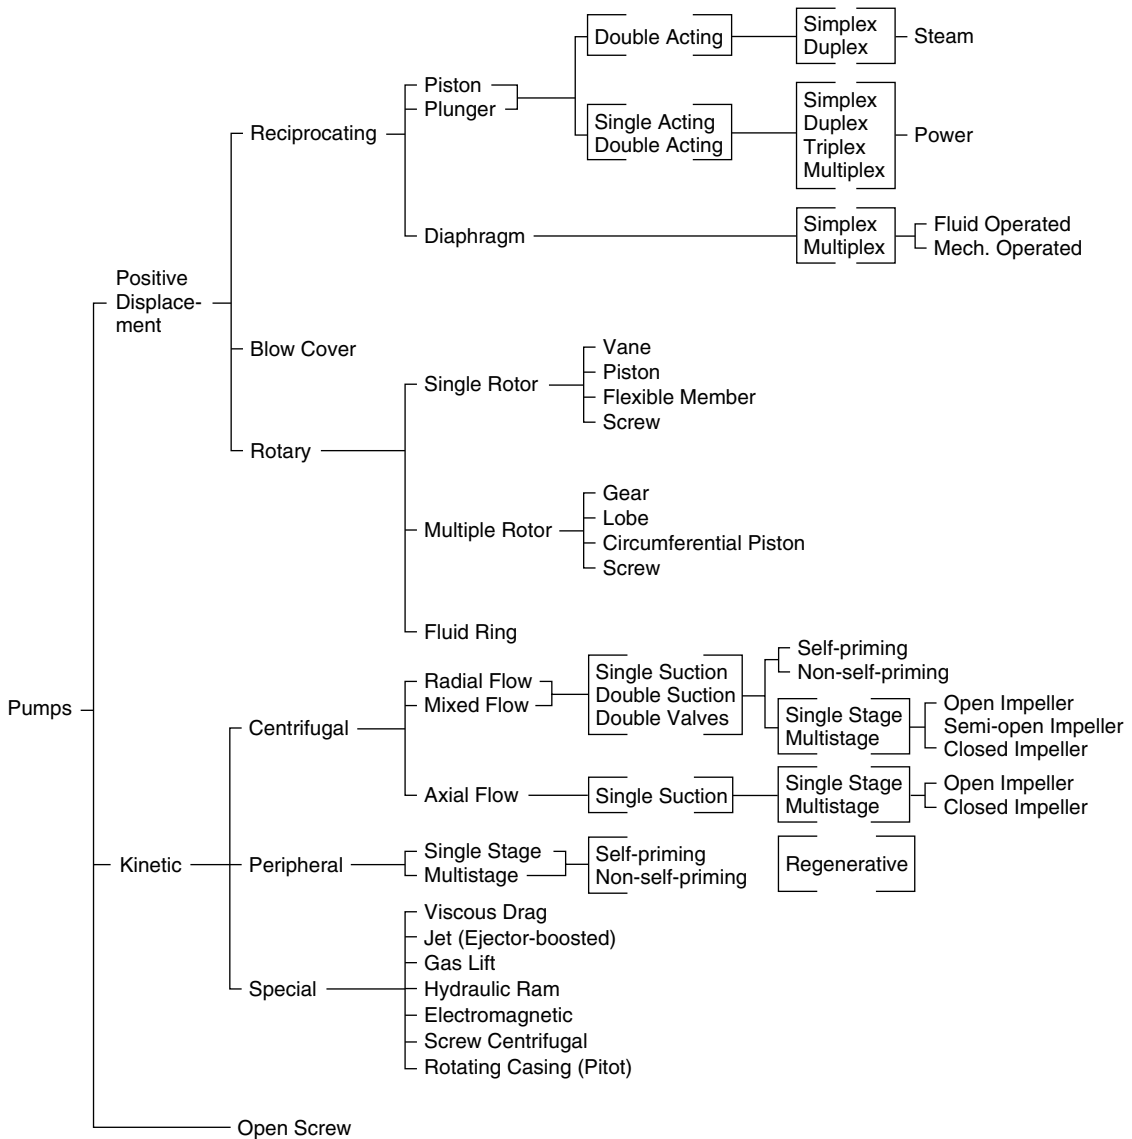 Double Acting
Simplex
Duplex
Steam
Piston
Plunger
Single Acting
Double Acting
Simplex
Duplex
Triplex
Multiplex
Power
Reciprocating
Diaphragm
Simplex
Multiplex
Fluid Operated
Mech. Operated
Positive
Displace-
ment
Blow Cover
Single Rotor
Vane
Piston
Flexible Member
Screw
Rotary
Multiple Rotor
Gear
Lobe
Circumferential Piston
Screw
Fluid Ring
Pumps
Centrifugal
Radial Flow
Mixed Flow
Single Suction
Double Suction
Double Valves
Self-priming
Non-self-priming
Single Stage
Multistage
Open Impeller
Semi-open Impeller
Closed Impeller
Axial Flow
Single Suction
Single Stage
Multistage
Open Impeller
Closed Impeller
Kinetic
Peripheral
Single Stage
Multistage
Self-priming
Non-self-priming
Regenerative
Special
Viscous Drag
Jet (Ejector-boosted)
Gas Lift
Hydraulic Ram
Electromagnetic
Screw Centrifugal
Rotating Casing (Pitot)
Open Screw